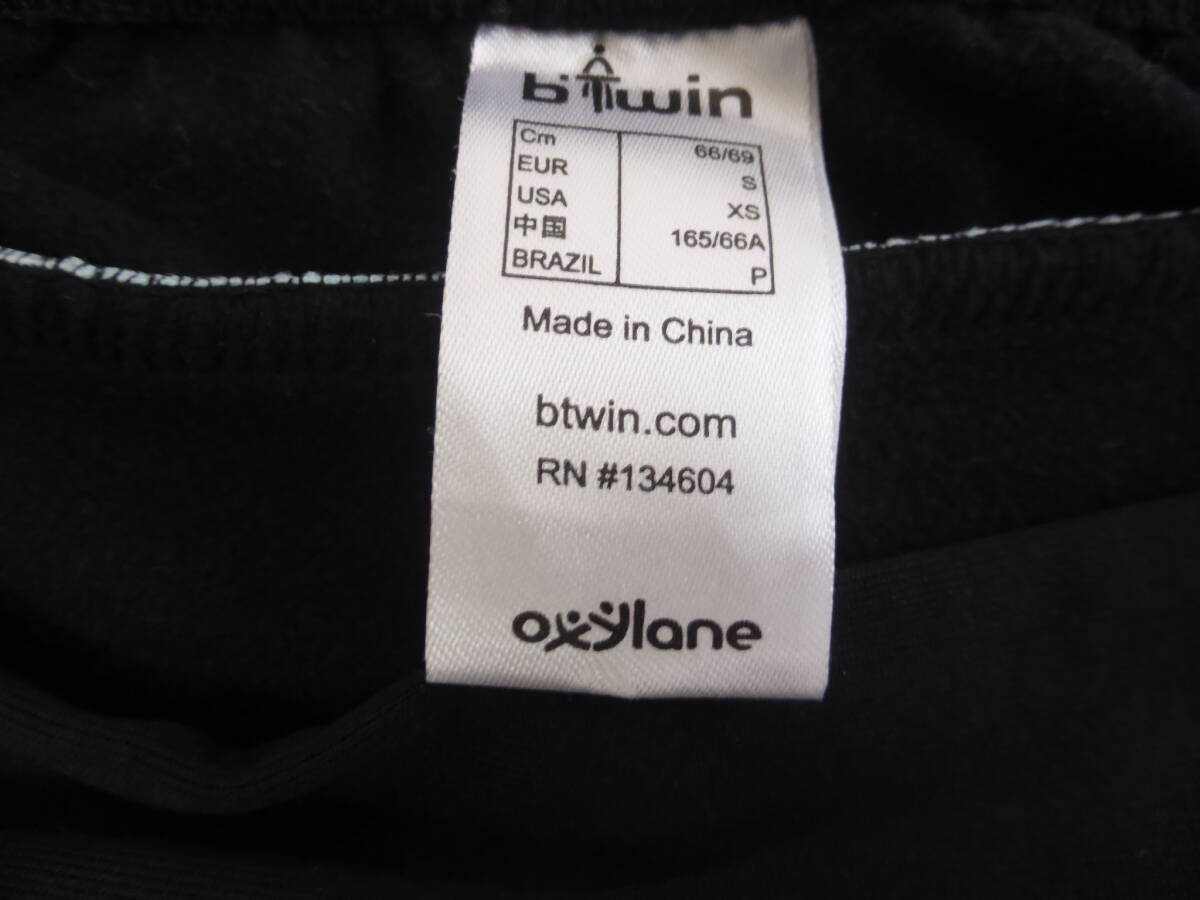 b'twin
Cm 66/69
EUR S
USA XS
中国 165/66A
BRAZIL P
Made in China
btwin.com
RN #134604
oxylane